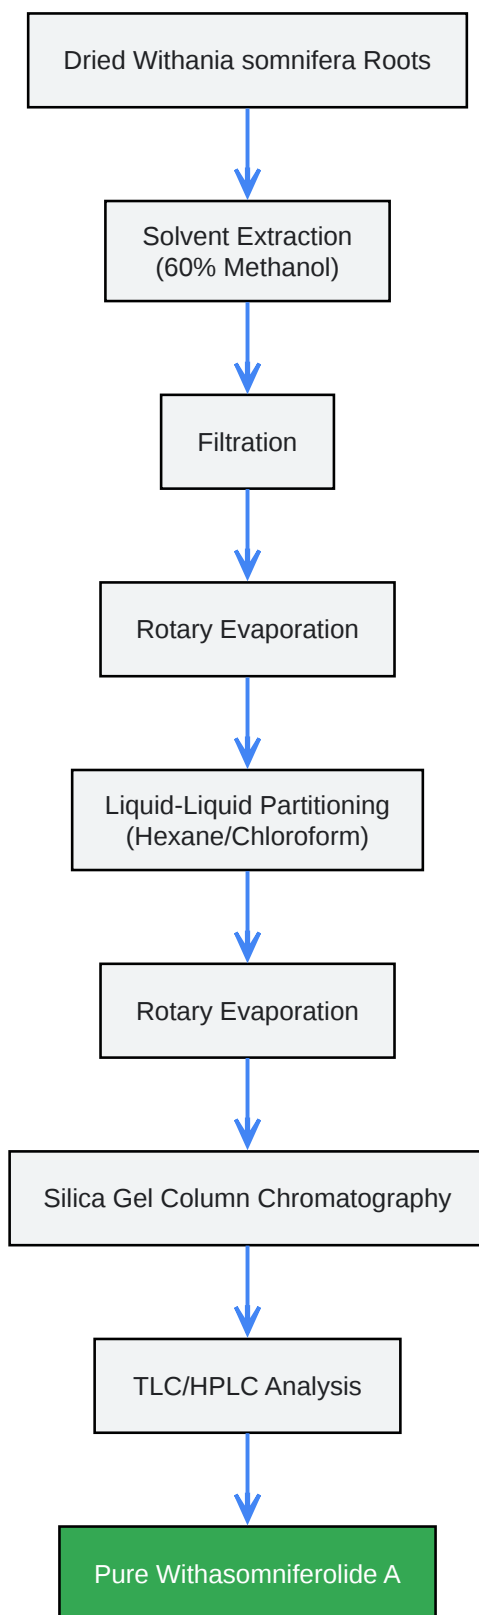 Dried Withania somnifera Roots
Solvent Extraction
(60% Methanol)
Filtration
Rotary Evaporation
Liquid-Liquid Partitioning
(Hexane/Chloroform)
Rotary Evaporation
Silica Gel Column Chromatography
TLC/HPLC Analysis
Pure Withasomniferolide A